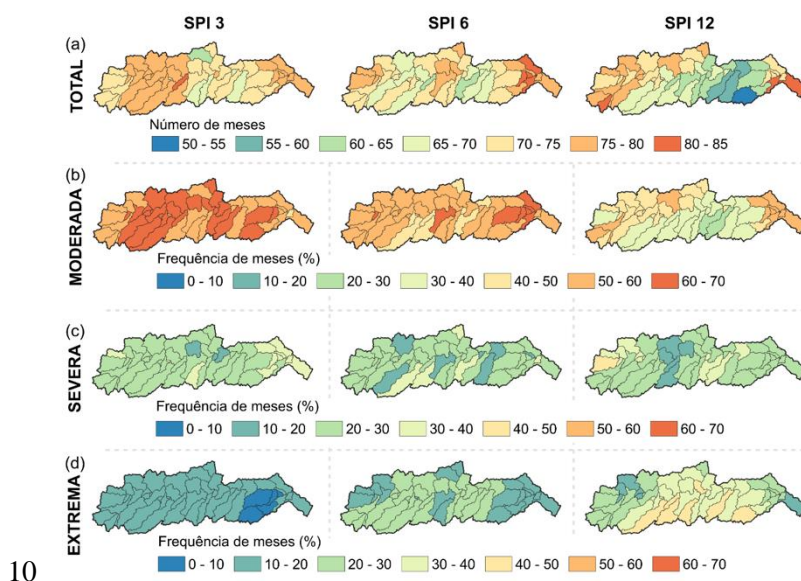 SPI 3 SPI 6 SPI 12
(a)
TOTAL
Número de meses
50 - 55 55 - 60 60 - 65 65 - 70 70 - 75 75 - 80 80 - 85
(b)
MODERADA
Frequência de meses (%)
0 - 10 10 - 20 20 - 30 30 - 40 40 - 50 50 - 60 60 - 70
(c)
SEVERA
Frequência de meses (%)
0 - 10 10 - 20 20 - 30 30 - 40 40 - 50 50 - 60 60 - 70
(d)
EXTREMA
Frequência de meses (%)
0 - 10 10 - 20 20 - 30 30 - 40 40 - 50 50 - 60 60 - 70
10